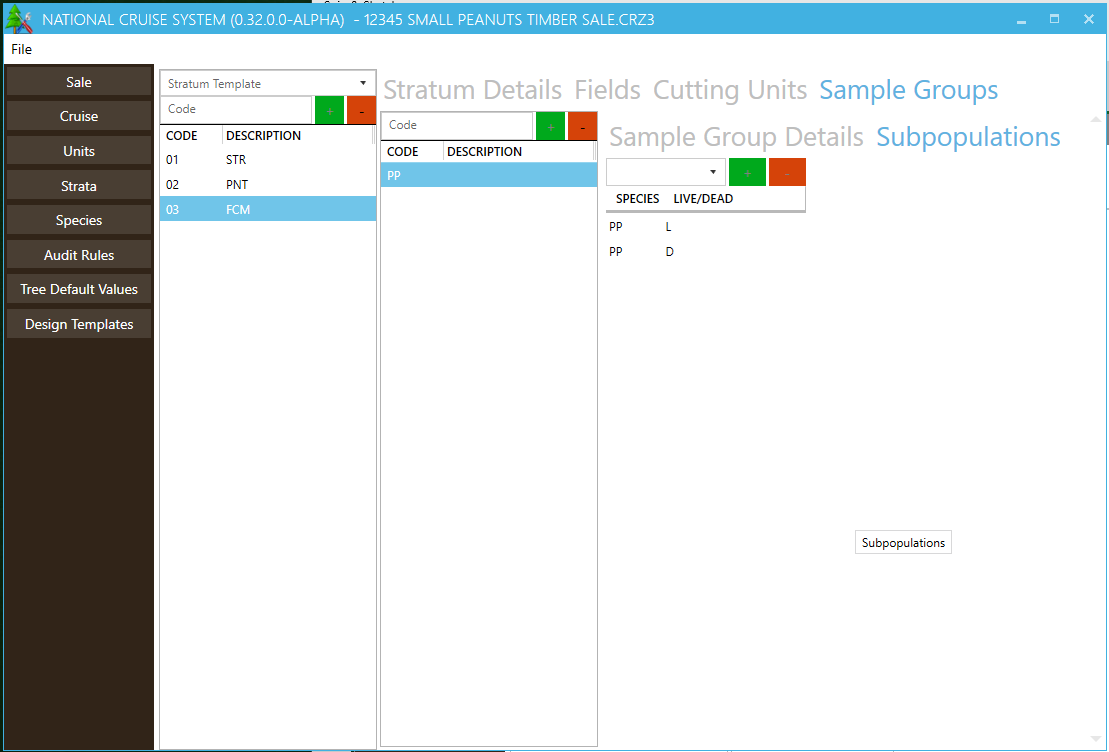 NATIONAL CRUISE SYSTEM (0.32.0.0-ALPHA) - 12345 SMALL PEANUTS TIMBER SALE.CRZ3
File
Sale
Cruise
Units
Strata
Species
Audit Rules
Tree Default Values
Design Templates
Stratum Template
Code + -
CODE DESCRIPTION
01 STR
02 PNT
03 FCM
Stratum Details Fields Cutting Units Sample Groups
Code + -
CODE DESCRIPTION
PP
Sample Group Details Subpopulations
+ -
SPECIES LIVE/DEAD
PP L
PP D
Subpopulations